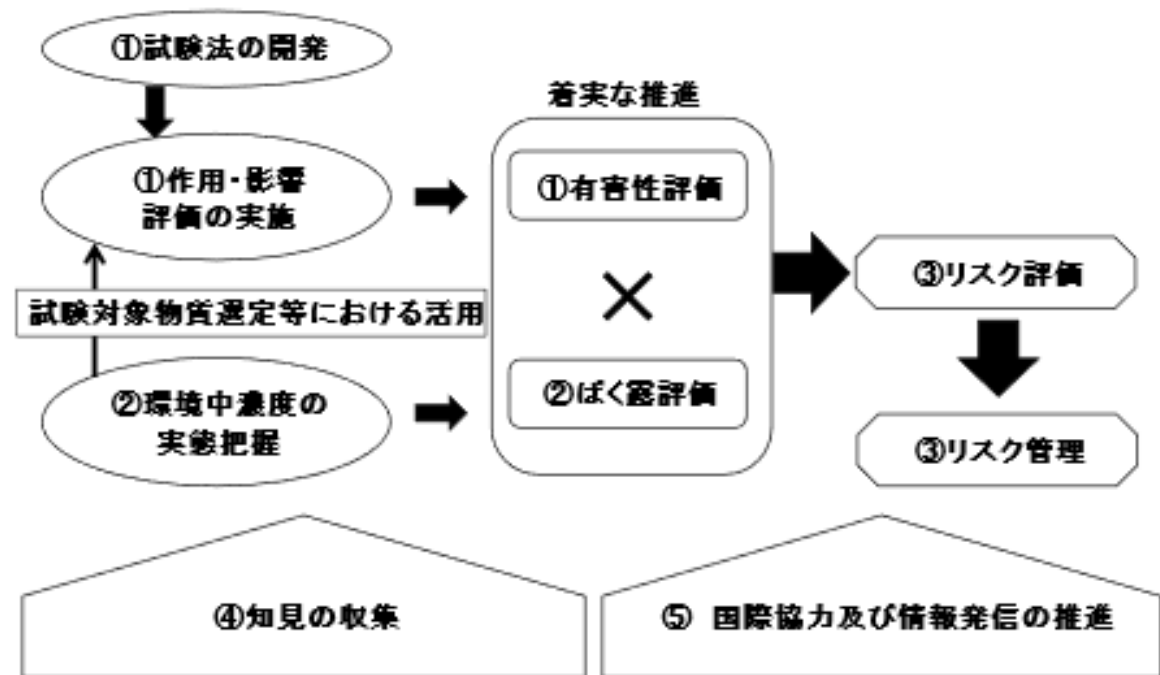 ①試験法の開発
①作用・影響
評価の実施
試験対象物質選定等における活用
②環境中濃度の
実態把握
着実な推進
①有害性評価
×
②ばく露評価
③リスク評価
③リスク管理
④知見の収集
⑤ 国際協力及び情報発信の推進